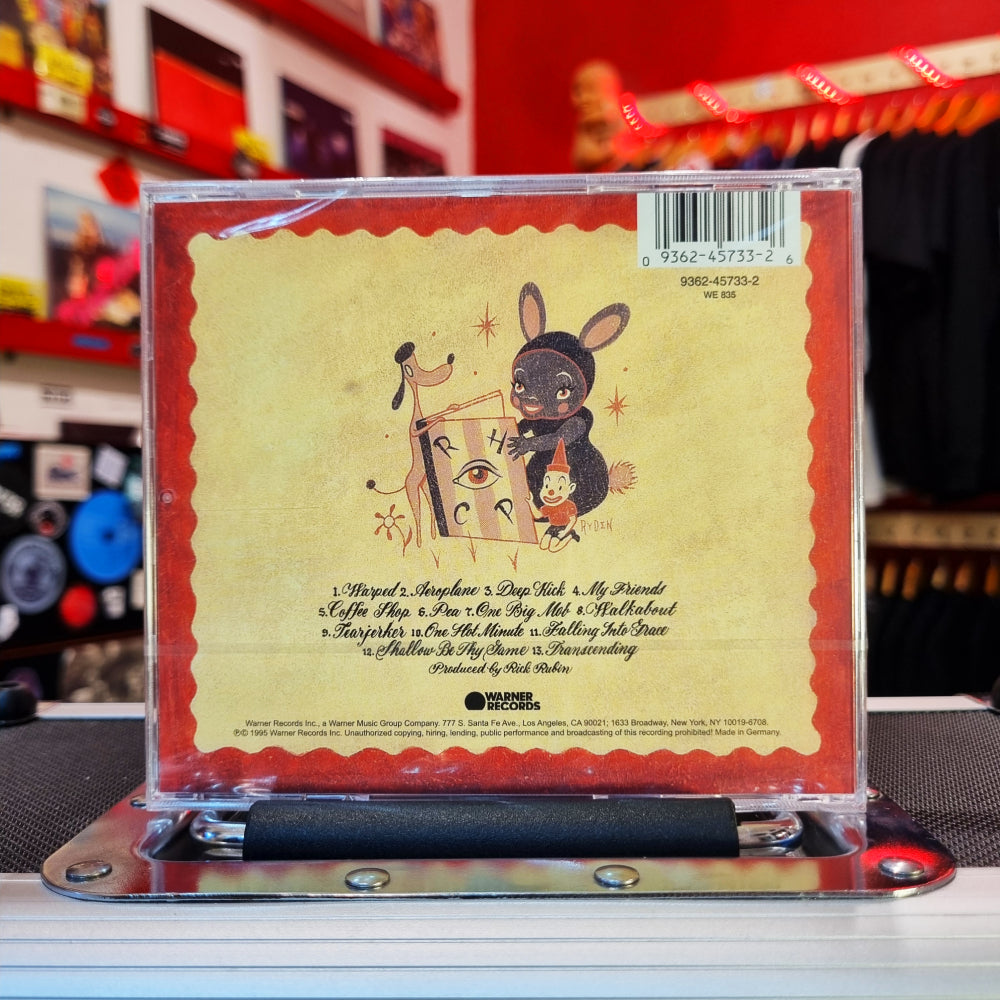 0 9362-45733-2 6
9362-45733-2
WE 835
R H
C P
RYDEN
1. Warped 2. Aeroplane 3. Deep Kick 4. My Friends
5. Coffee Shop 6. Pea 7. One Big Mob 8. Walkabout
9. Tearjerker 10. One Hot Minute 11. Falling Into Grace
12. Shallow Be Thy Game 13. Transcending
Produced by Rick Rubin
WARNER
RECORDS
Warner Records Inc., a Warner Music Group Company. 777 S. Santa Fe Ave., Los Angeles, CA 90021; 1633 Broadway, New York, NY 10019-6708.
℗© 1995 Warner Records Inc. Unauthorized copying, hiring, lending, public performance and broadcasting of this recording prohibited! Made in Germany.